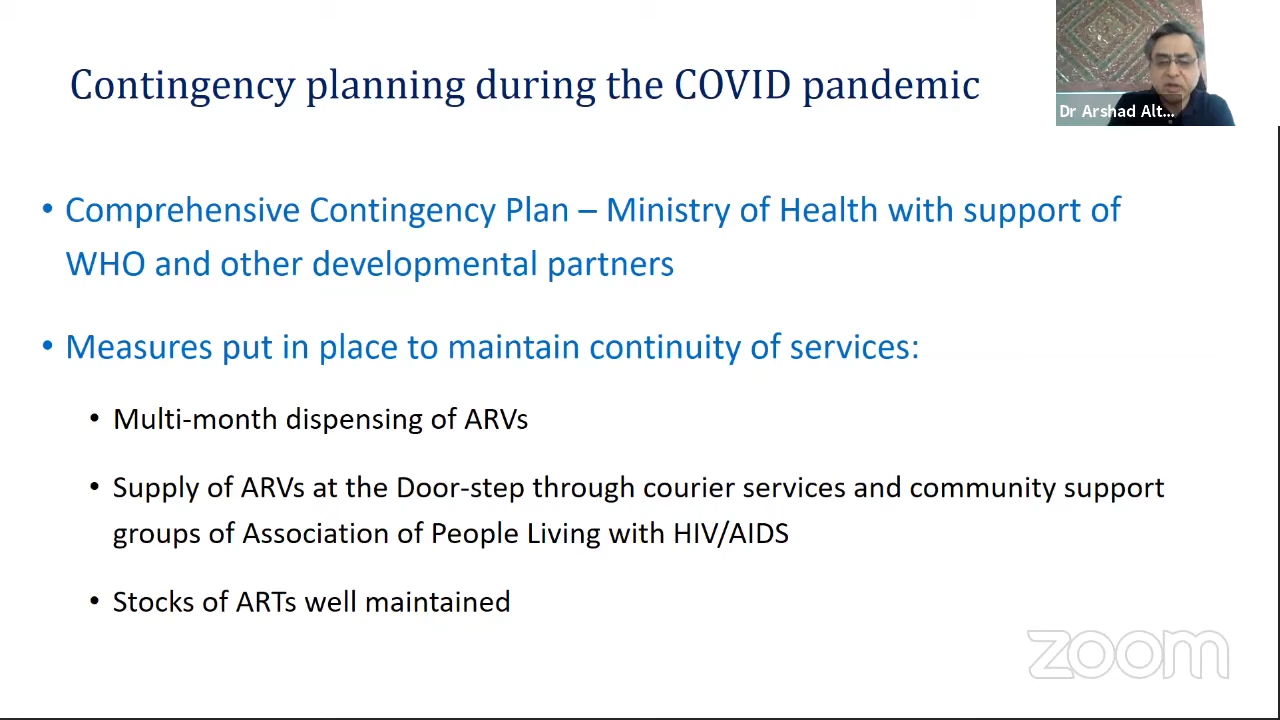 Contingency planning during the COVID pandemic
Dr Arshad Alt...
• Comprehensive Contingency Plan – Ministry of Health with support of
WHO and other developmental partners
• Measures put in place to maintain continuity of services:
• Multi-month dispensing of ARVs
• Supply of ARVs at the Door-step through courier services and community support
groups of Association of People Living with HIV/AIDS
• Stocks of ARTs well maintained
zoom